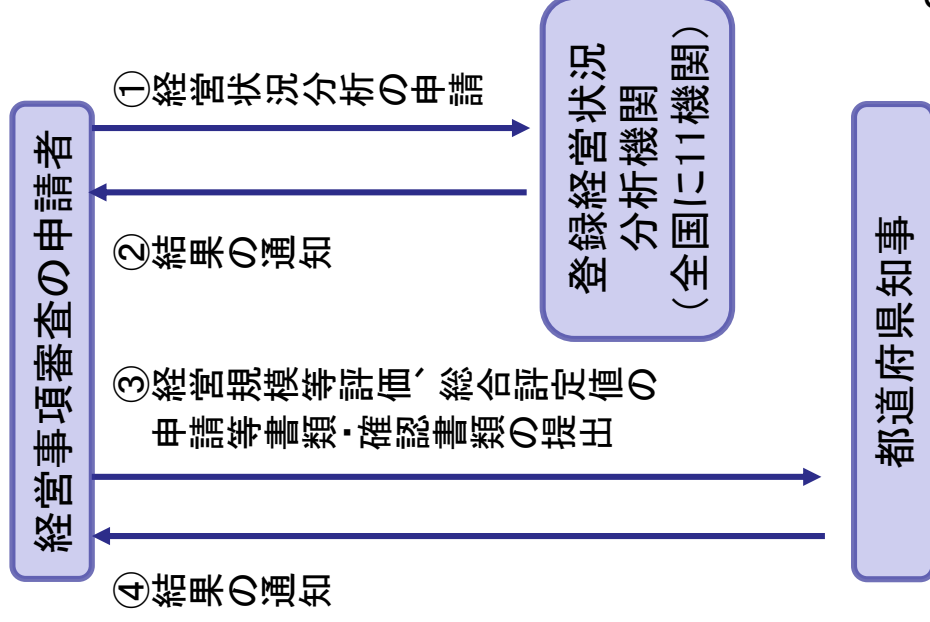 経営事項審査の申請者
①経営状況分析の申請
②結果の通知
登録経営状況
分析機関
(全国に11機関)
③経営規模等評価、総合評定値の
申請等書類・確認書類の提出
④結果の通知
都道府県知事